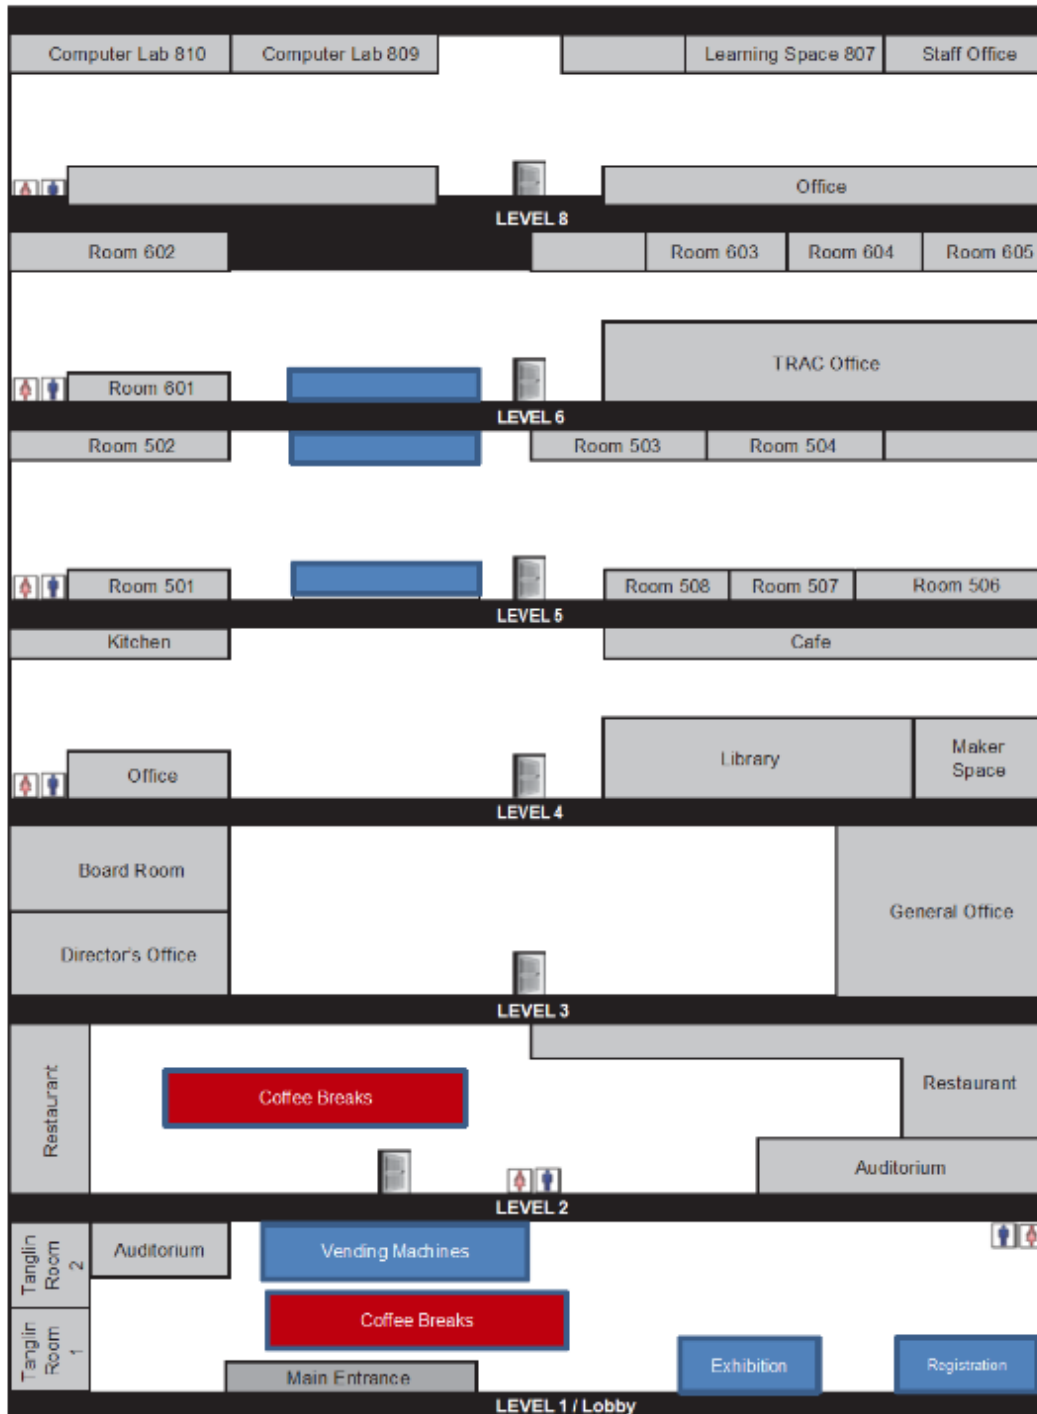 Computer Lab 810
Computer Lab 809
Learning Space 807
Staff Office
Office
LEVEL 8
Room 602
Room 603
Room 604
Room 605
TRAC Office
Room 601
LEVEL 6
Room 502
Room 503
Room 504
Room 501
Room 508
Room 507
Room 506
LEVEL 5
Kitchen
Cafe
Office
Library
Maker
Space
LEVEL 4
Board Room
General Office
Director's Office
LEVEL 3
Restaurant
Coffee Breaks
Restaurant
Auditorium
LEVEL 2
Tanglin
Room
2
Auditorium
Vending Machines
Coffee Breaks
Tanglin
Room
1
Main Entrance
Exhibition
Registration
LEVEL 1 / Lobby